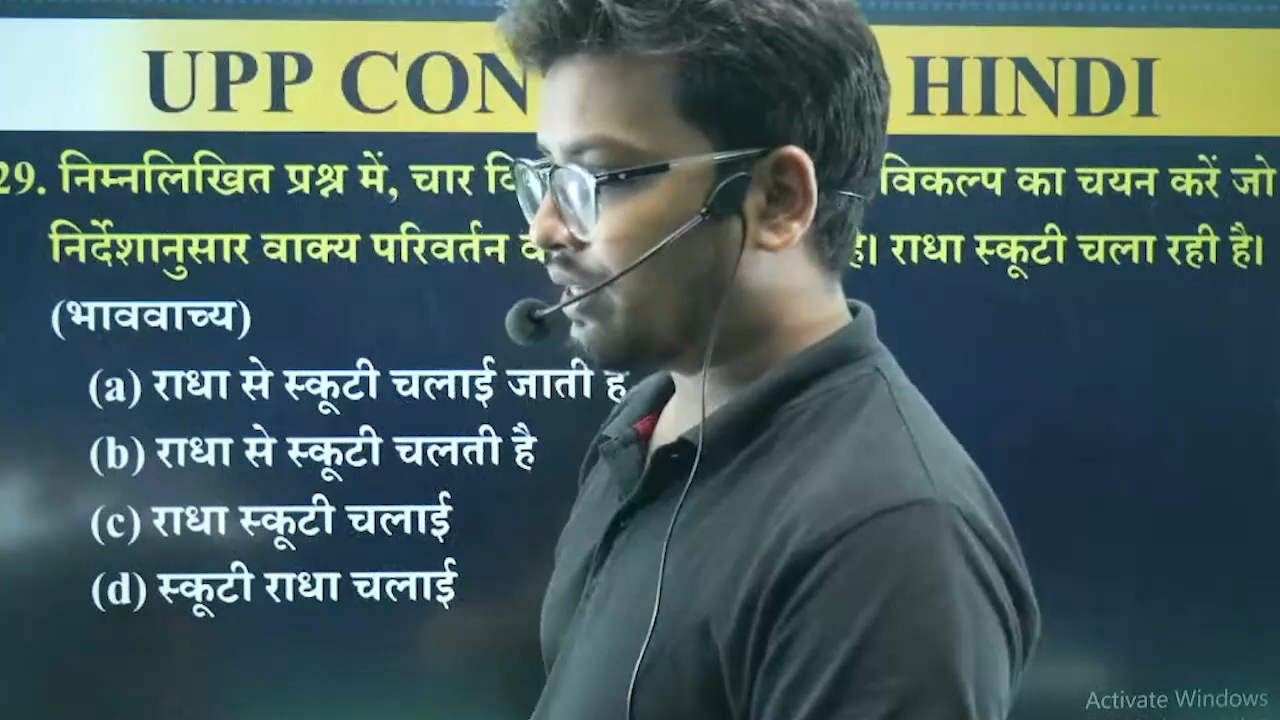 UPP CON HINDI
29. निम्नलिखित प्रश्न में, चार विकल्प का चयन करें जो
निर्देशानुसार वाक्य परिवर्तन राधा स्कूटी चला रही है।
(भाववाच्य)
(a) राधा से स्कूटी चलाई जाती
(b) राधा से स्कूटी चलती है
(c) राधा स्कूटी चलाई
(d) स्कूटी राधा चलाई
Activate Windows